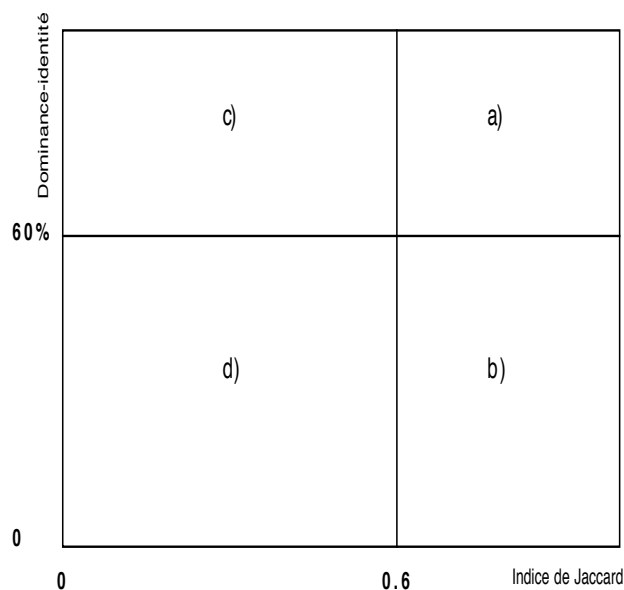 Dominance-identité
c)
a)
60%
d)
b)
0
0
0.6
Indice de Jaccard